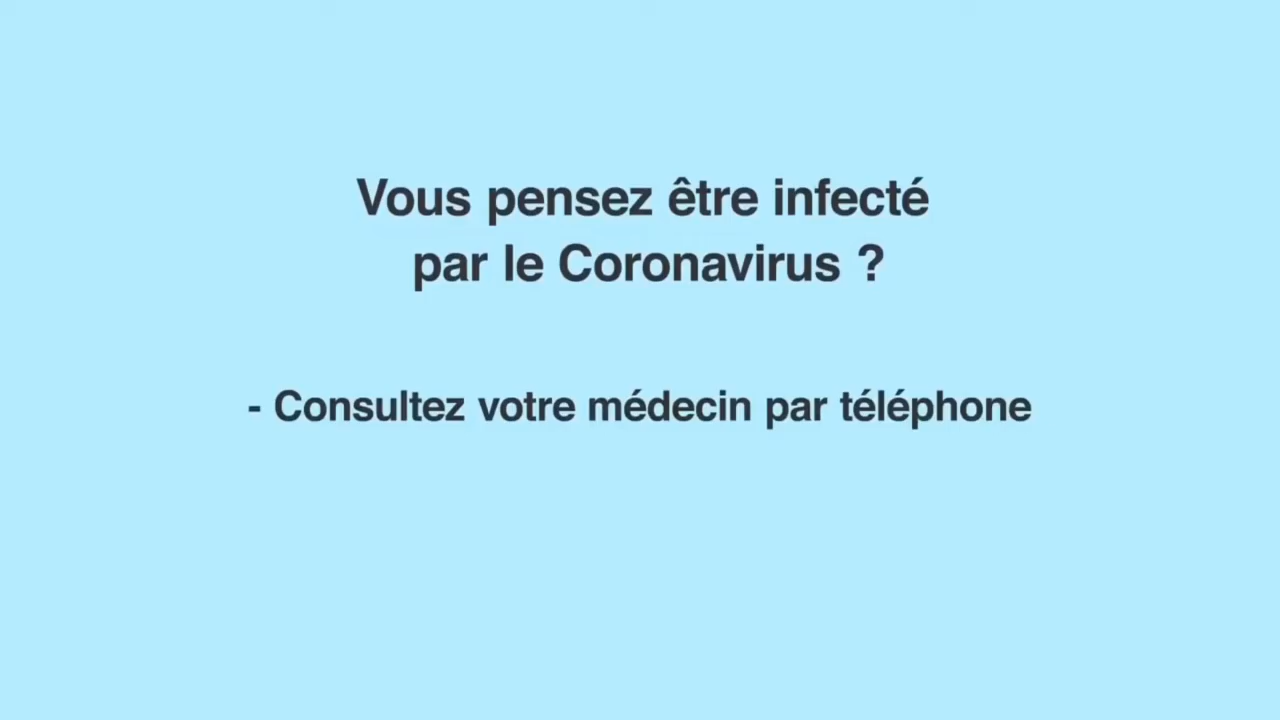 Vous pensez être infecté
par le Coronavirus ?
- Consultez votre médecin par téléphone